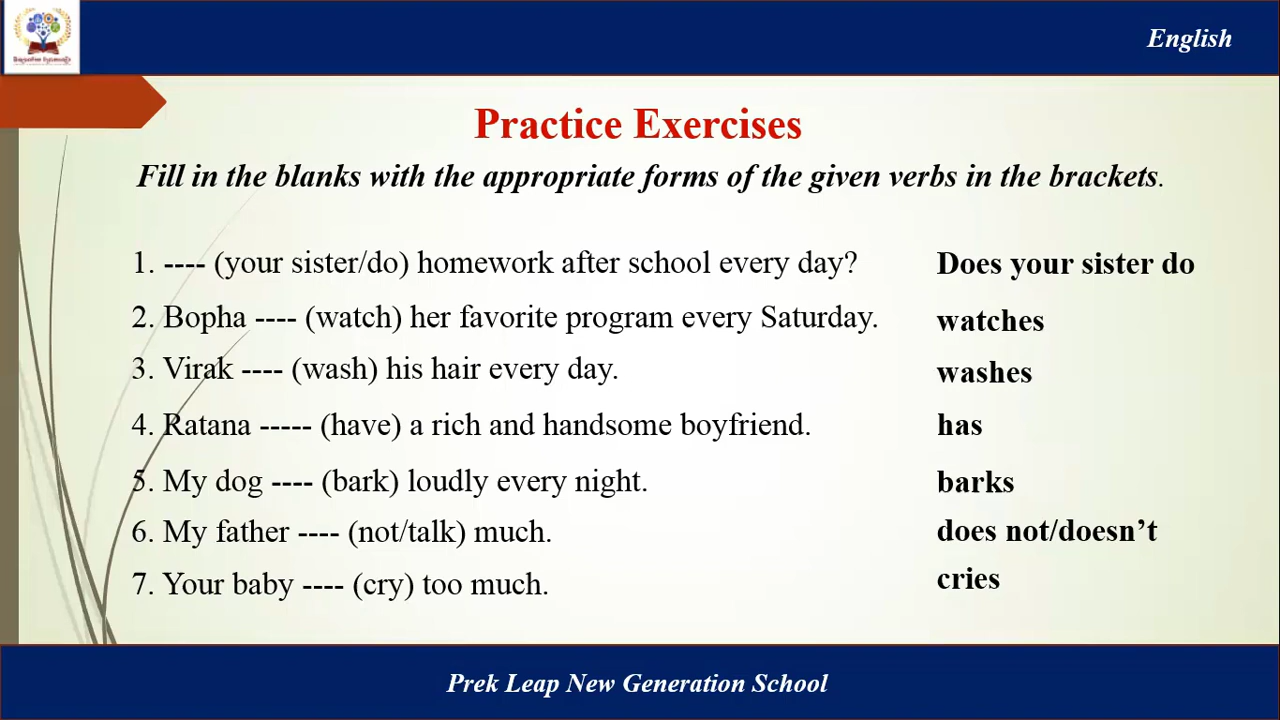 English
Practice Exercises
Fill in the blanks with the appropriate forms of the given verbs in the brackets.
1. ---- (your sister/do) homework after school every day? Does your sister do
2. Bopha ---- (watch) her favorite program every Saturday. watches
3. Virak ---- (wash) his hair every day. washes
4. Ratana ----- (have) a rich and handsome boyfriend. has
5. My dog ---- (bark) loudly every night. barks
6. My father ---- (not/talk) much. does not/doesn’t
7. Your baby ---- (cry) too much. cries
Prek Leap New Generation School